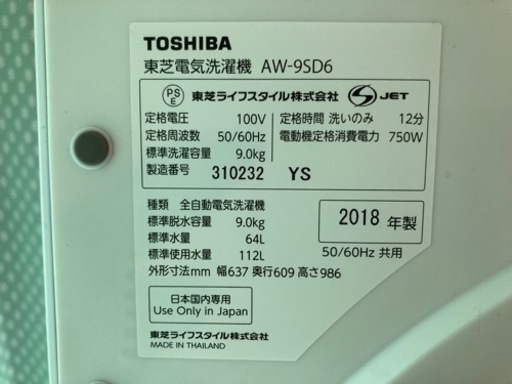 TOSHIBA
東芝電気洗濯機 AW-9SD6
PS E 東芝ライフスタイル株式会社 S JET
定格電圧 100V 定格時間 洗いのみ 12分
定格周波数 50/60Hz 電動機定格消費電力 750W
標準洗濯容量 9.0kg
製造番号 310232 YS
種類 全自動電気洗濯機
標準脱水容量 9.0kg 2018 年製
標準水量 64L
標準使用水量 112L 50/60Hz 共用
外形寸法mm 幅637 奥行609 高さ986
日本国内専用
Use Only in Japan
東芝ライフスタイル株式会社
MADE IN THAILAND